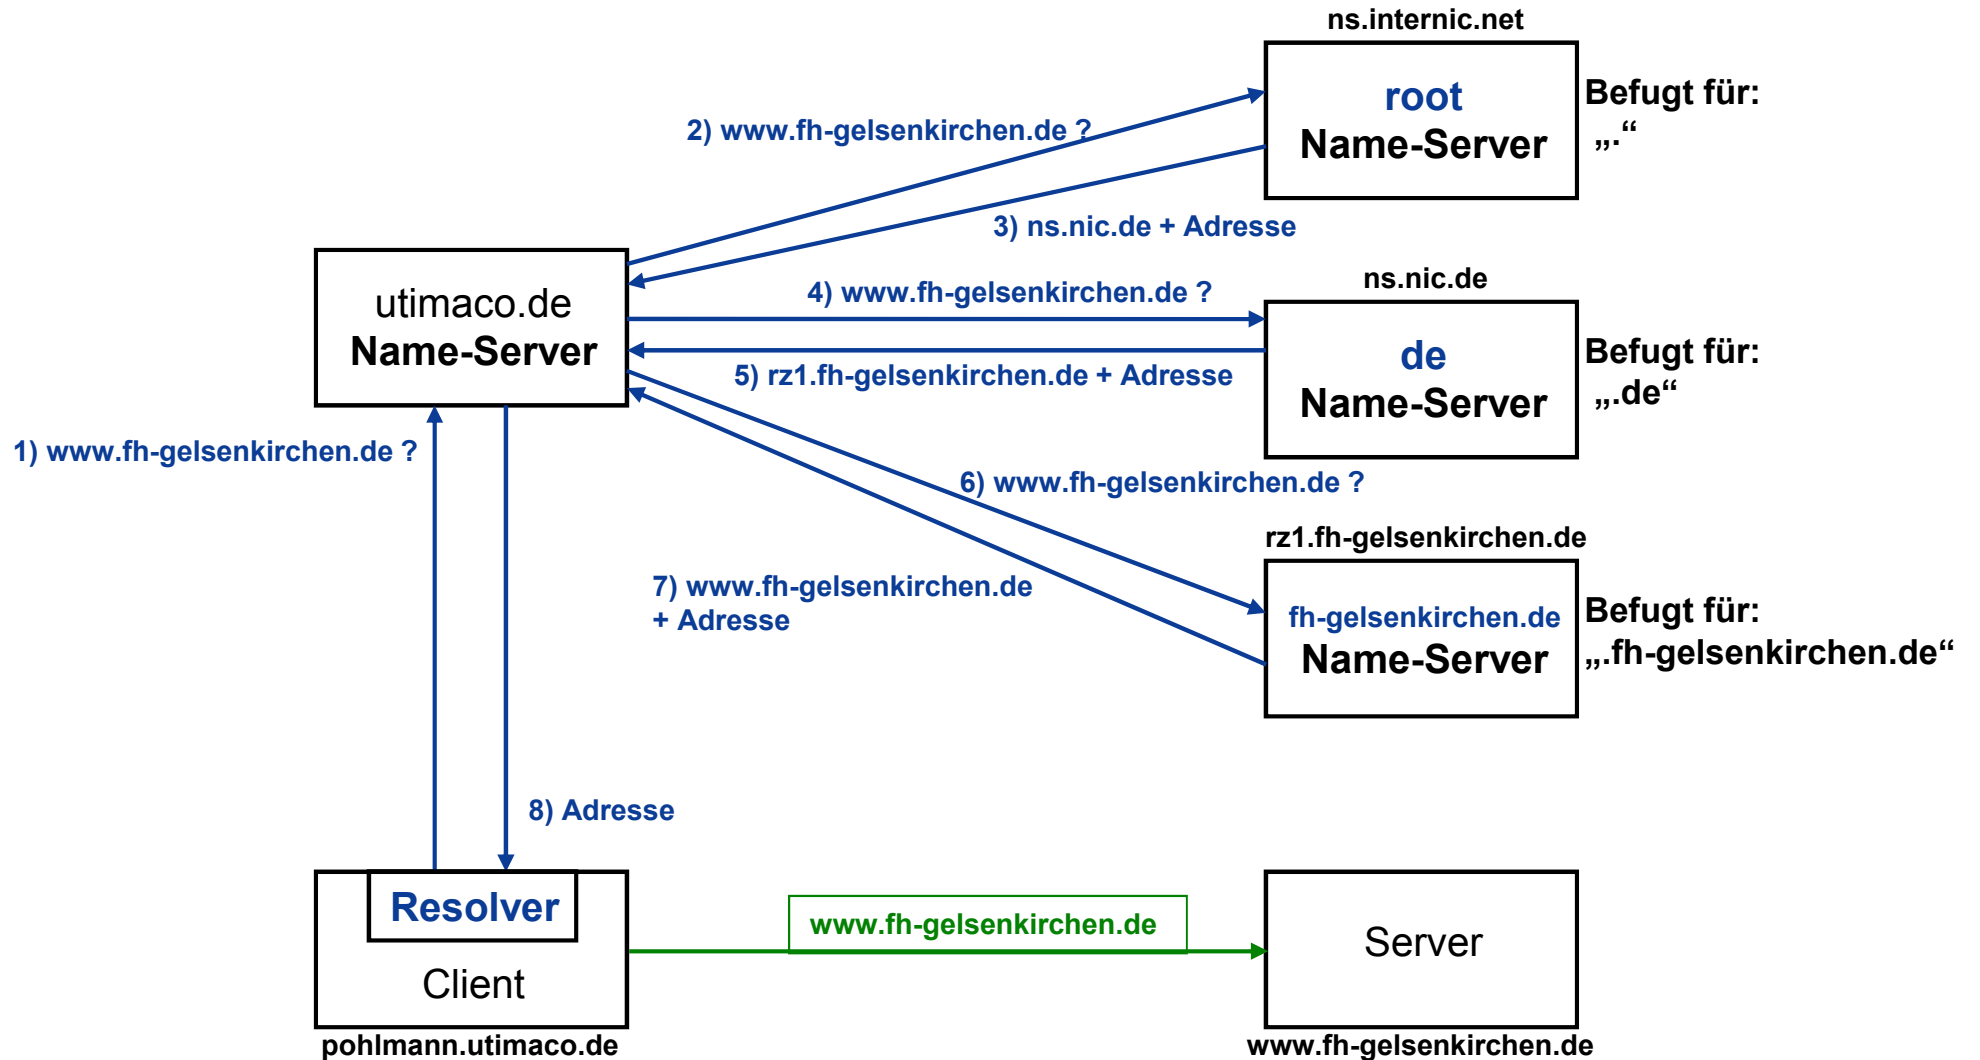 ns.internic.net
root
Name-Server
Befugt für:
„.“
2) www.fh-gelsenkirchen.de ?
3) ns.nic.de + Adresse
utimaco.de
Name-Server
4) www.fh-gelsenkirchen.de ?
ns.nic.de
de
Name-Server
Befugt für:
„.de“
5) rz1.fh-gelsenkirchen.de + Adresse
1) www.fh-gelsenkirchen.de ?
6) www.fh-gelsenkirchen.de ?
rz1.fh-gelsenkirchen.de
7) www.fh-gelsenkirchen.de
+ Adresse
fh-gelsenkirchen.de
Name-Server
Befugt für:
„.fh-gelsenkirchen.de“
8) Adresse
Resolver
Client
pohlmann.utimaco.de
www.fh-gelsenkirchen.de
Server
www.fh-gelsenkirchen.de